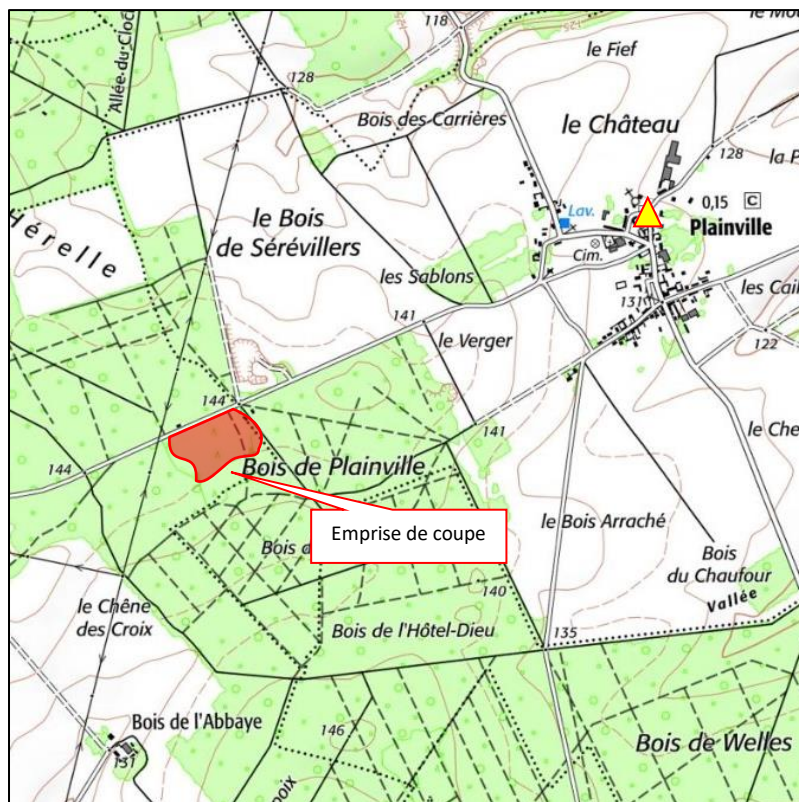 118
le Fief
Allée du Cloc
128
Bois des Carrières
le Château
128
la P
Hérelle
le Bois
de Sérévillers
Lav.
0,15 C
Plainville
Cim.
les Sablons
131
les Cail
141
le Verger
122
144
141
le Che
144
Bois de Plainville
Emprise de coupe
le Bois Arraché
Bois d
Bois
du Chaufour
Vallée
140
le Chêne
des Croix
Bois de l'Hôtel-Dieu
135
Bois de l'Abbaye
131
146
Bois de Welles
oix